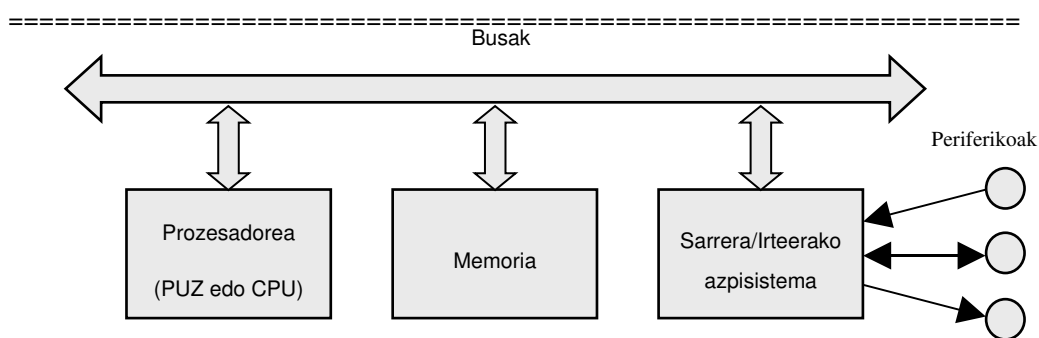 ==========================================================
Busak
Periferikoak
Prozesadorea
(PUZ edo CPU)
Memoria
Sarrera/Irteerako
azpisistema